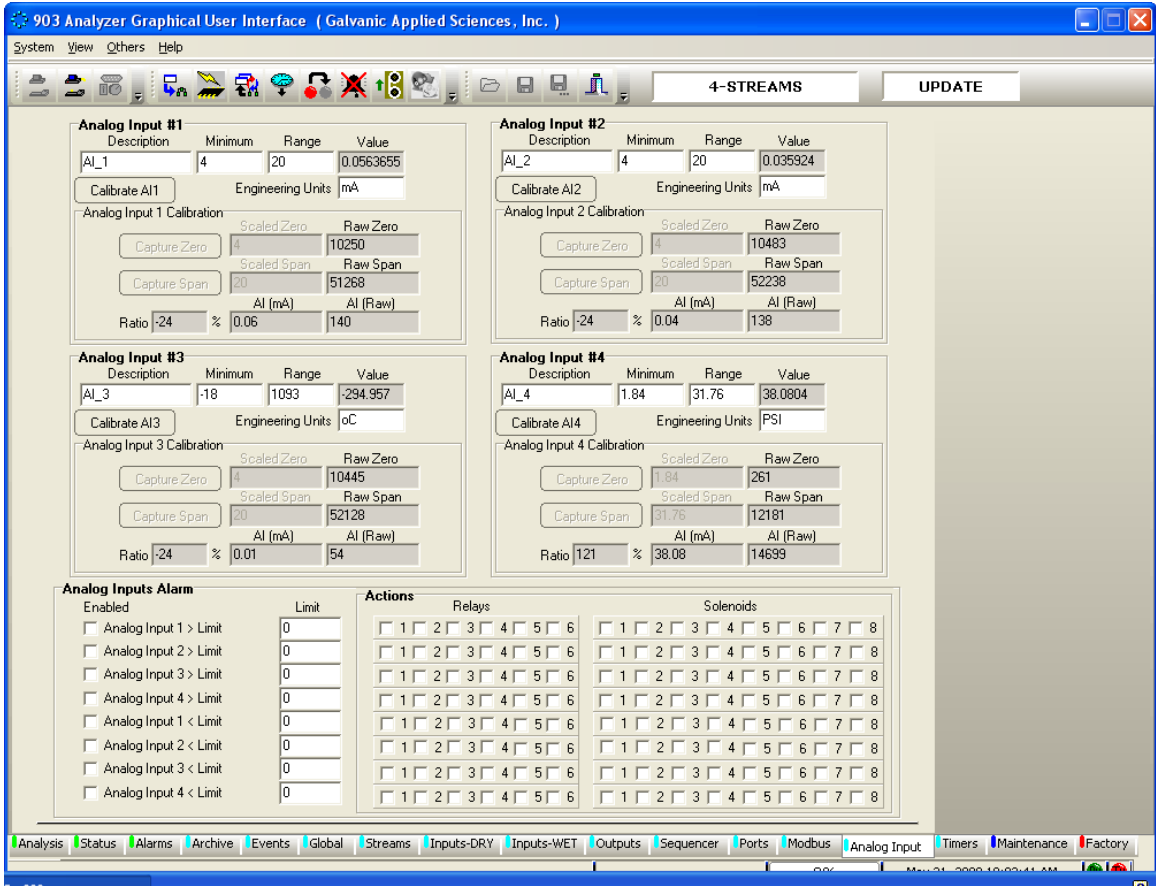 903 Analyzer Graphical User Interface ( Galvanic Applied Sciences, Inc. )
System View Others Help
4-STREAMS UPDATE
Analog Input #1
Description Minimum Range Value
AI_1 4 20 0.0563655
Calibrate AI1 Engineering Units mA
Analog Input 1 Calibration
Scaled Zero Raw Zero
Capture Zero 4 10250
Scaled Span Raw Span
Capture Span 20 51268
AI (mA) AI (Raw)
Ratio -24 % 0.06 140
Analog Input #2
Description Minimum Range Value
AI_2 4 20 0.035924
Calibrate AI2 Engineering Units mA
Analog Input 2 Calibration
Scaled Zero Raw Zero
Capture Zero 4 10483
Scaled Span Raw Span
Capture Span 20 52238
AI (mA) AI (Raw)
Ratio -24 % 0.04 138
Analog Input #3
Description Minimum Range Value
AI_3 -18 1093 -294.957
Calibrate AI3 Engineering Units oC
Analog Input 3 Calibration
Scaled Zero Raw Zero
Capture Zero 4 10445
Scaled Span Raw Span
Capture Span 20 52128
AI (mA) AI (Raw)
Ratio -24 % 0.01 54
Analog Input #4
Description Minimum Range Value
AI_4 1.84 31.76 38.0804
Calibrate AI4 Engineering Units PSI
Analog Input 4 Calibration
Scaled Zero Raw Zero
Capture Zero 1.84 261
Scaled Span Raw Span
Capture Span 31.76 12181
AI (mA) AI (Raw)
Ratio 121 % 38.08 14699
Analog Inputs Alarm
Actions
Enabled Limit Relays Solenoids
Analog Input 1 > Limit 0 1 2 3 4 5 6 1 2 3 4 5 6 7 8
Analog Input 2 > Limit 0 1 2 3 4 5 6 1 2 3 4 5 6 7 8
Analog Input 3 > Limit 0 1 2 3 4 5 6 1 2 3 4 5 6 7 8
Analog Input 4 > Limit 0 1 2 3 4 5 6 1 2 3 4 5 6 7 8
Analog Input 1 < Limit 0 1 2 3 4 5 6 1 2 3 4 5 6 7 8
Analog Input 2 < Limit 0 1 2 3 4 5 6 1 2 3 4 5 6 7 8
Analog Input 3 < Limit 0 1 2 3 4 5 6 1 2 3 4 5 6 7 8
Analog Input 4 < Limit 0 1 2 3 4 5 6 1 2 3 4 5 6 7 8
Analysis Status Alarms Archive Events Global Streams Inputs-DRY Inputs-WET Outputs Sequencer Ports Modbus Analog Input Timers Maintenance Factory